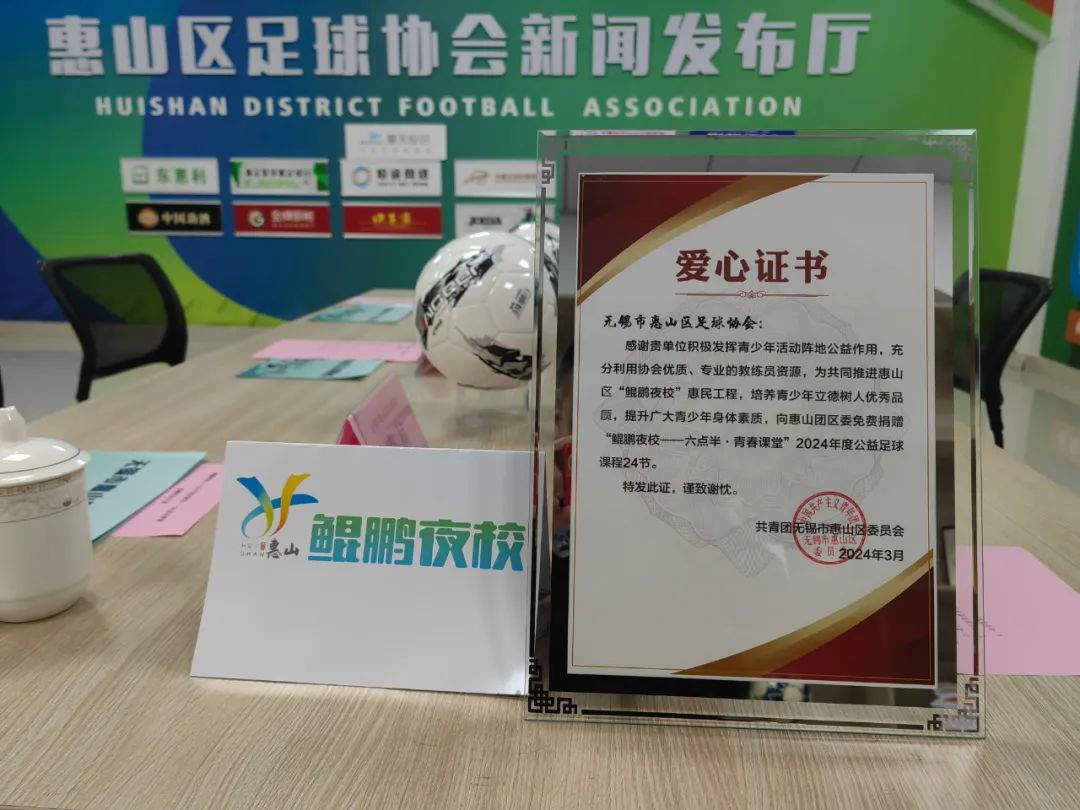 惠山区足球协会新闻发布厅
HUISHAN DISTRICT FOOTBALL ASSOCIATION
东惠利
中国劲酒
爱心证书
无锡市惠山区足球协会：
感谢贵单位积极发挥青少年活动阵地公益作用，充
分利用协会优质、专业的教练员资源，为共同推进惠山
区“鲲鹏夜校”惠民工程，培养青少年立德树人优秀品
质，提升广大青少年身体素质，向惠山团区委免费捐赠
“鲲鹏夜校——六点半·青春课堂”2024年度公益足球
课程24节。
特发此证，谨致谢忱。
共青团无锡市惠山区委员会
2024年3月
HUI
SHAN
惠山
鲲鹏夜校